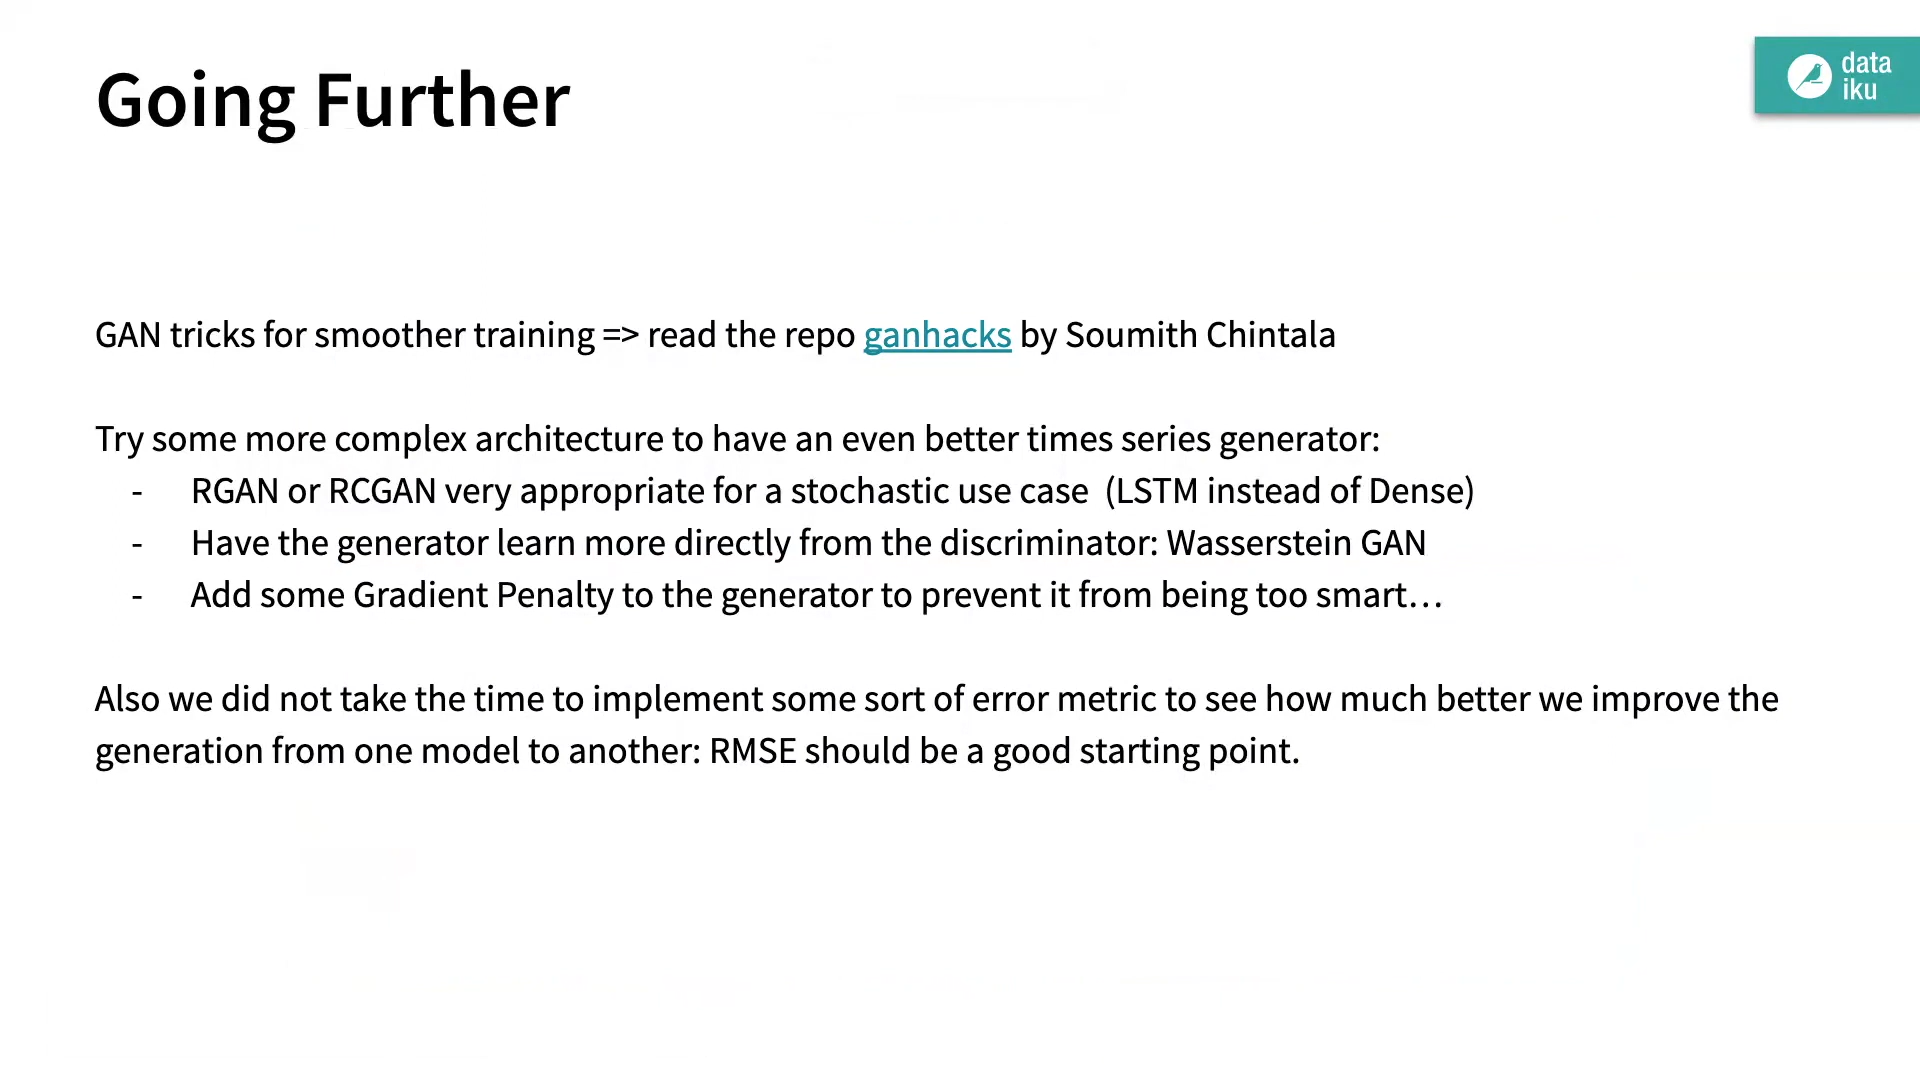 Going Further
data
iku
GAN tricks for smoother training => read the repo ganhacks by Soumith Chintala
Try some more complex architecture to have an even better times series generator:
- RGAN or RCGAN very appropriate for a stochastic use case (LSTM instead of Dense)
- Have the generator learn more directly from the discriminator: Wasserstein GAN
- Add some Gradient Penalty to the generator to prevent it from being too smart…
Also we did not take the time to implement some sort of error metric to see how much better we improve the
generation from one model to another: RMSE should be a good starting point.